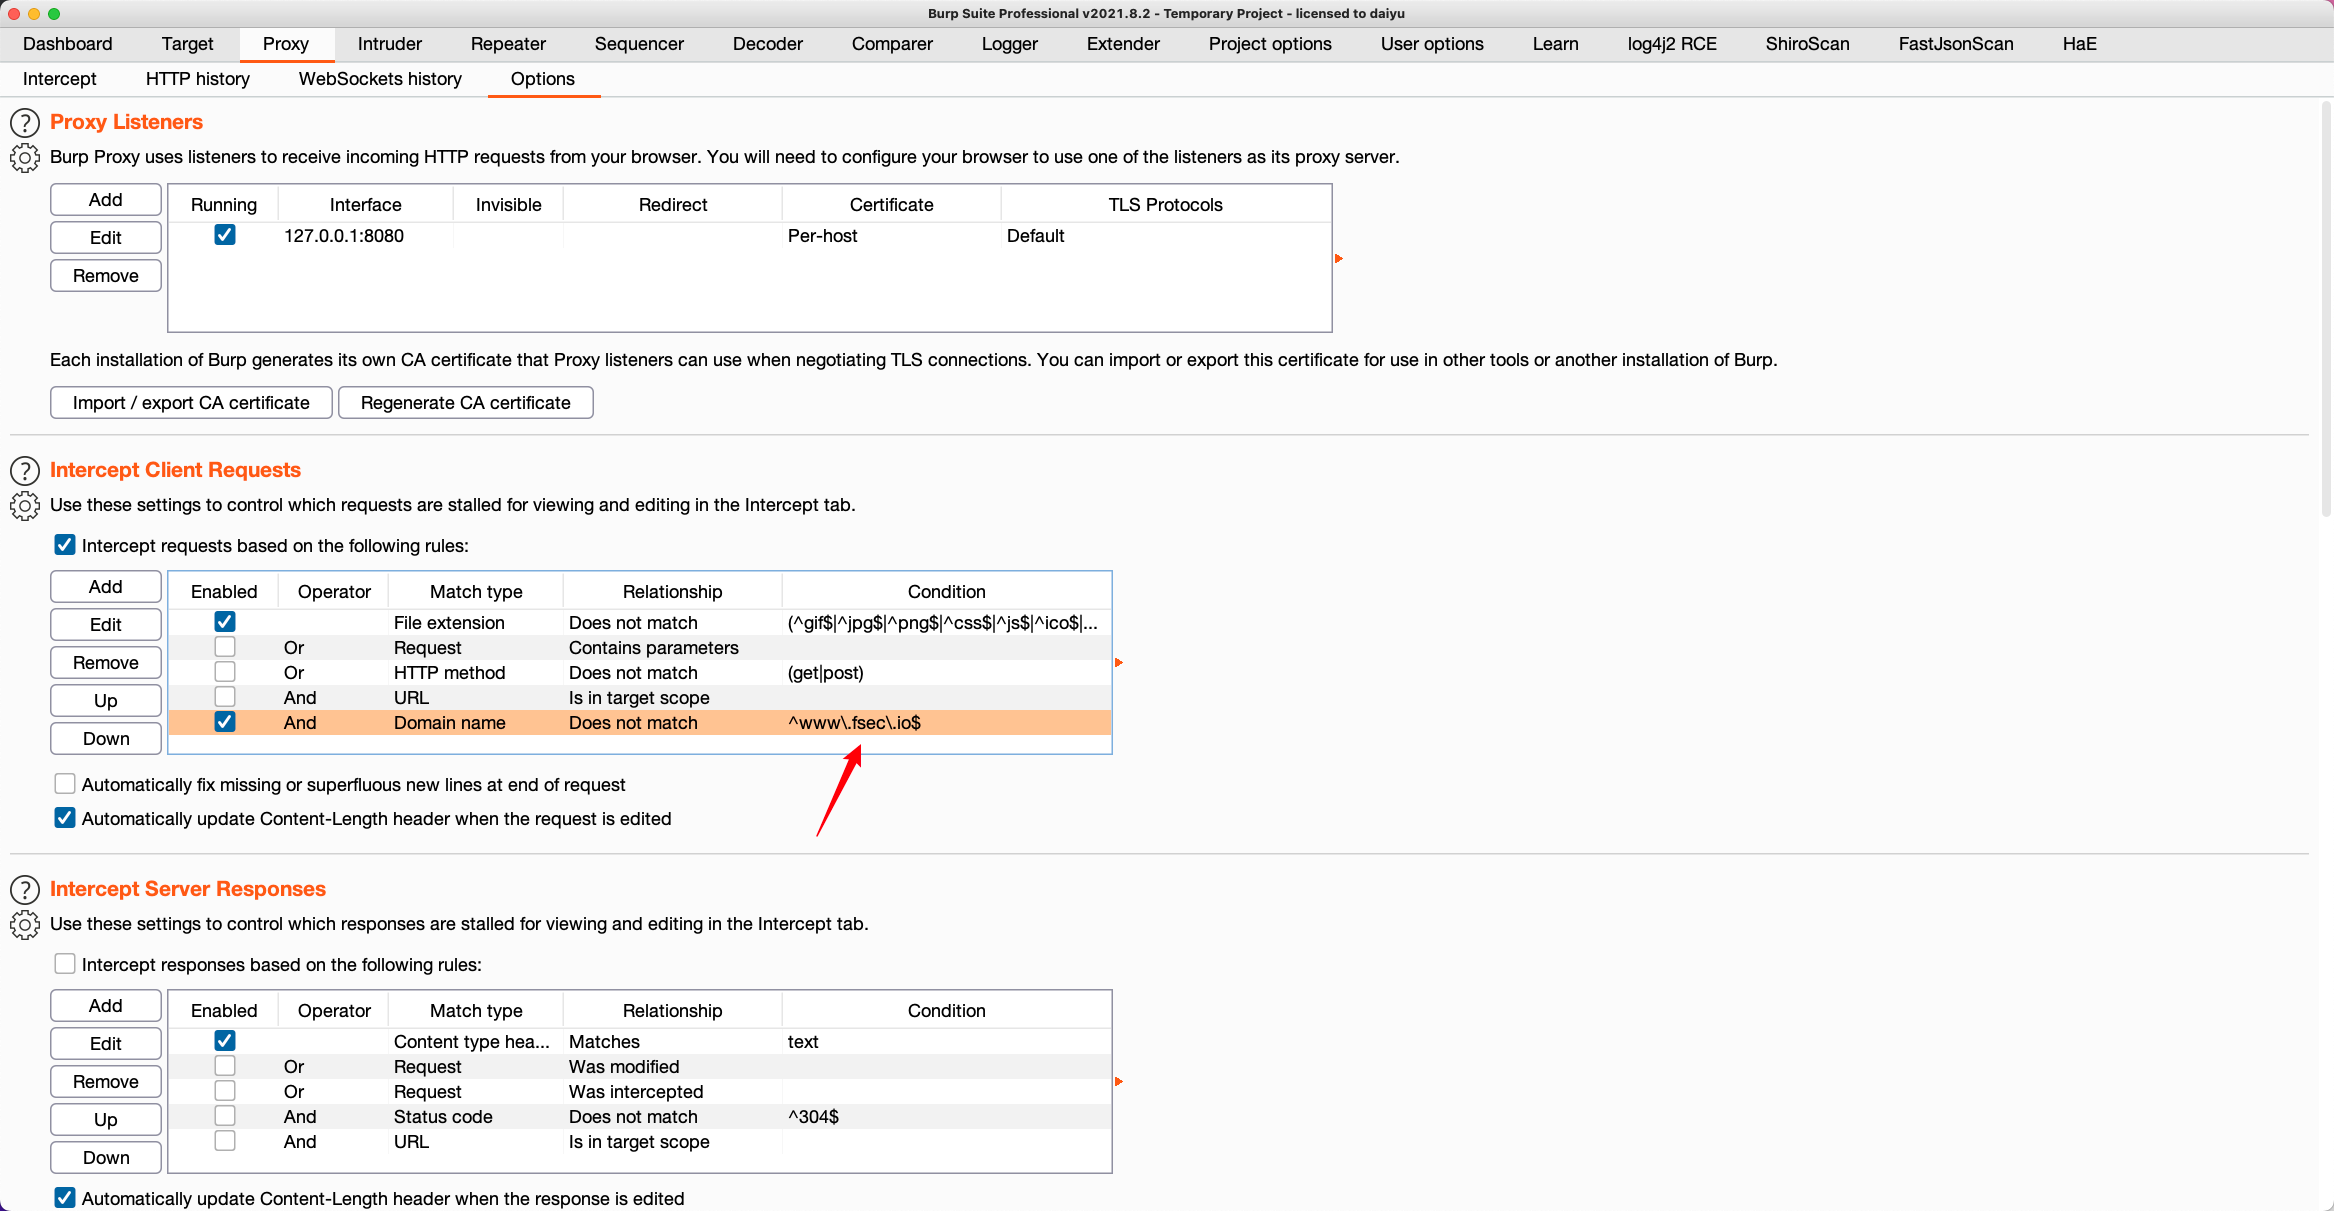 Burp Suite Professional v2021.8.2 - Temporary Project - licensed to daiyu
Dashboard Target Proxy Intruder Repeater Sequencer Decoder Comparer Logger Extender Project options User options Learn log4j2 RCE ShiroScan FastJsonScan HaE
Intercept HTTP history WebSockets history Options
? Proxy Listeners
Burp Proxy uses listeners to receive incoming HTTP requests from your browser. You will need to configure your browser to use one of the listeners as its proxy server.
Add
Edit
Remove
Running Interface Invisible Redirect Certificate TLS Protocols
127.0.0.1:8080 Per-host Default
Each installation of Burp generates its own CA certificate that Proxy listeners can use when negotiating TLS connections. You can import or export this certificate for use in other tools or another installation of Burp.
Import / export CA certificate Regenerate CA certificate
? Intercept Client Requests
Use these settings to control which requests are stalled for viewing and editing in the Intercept tab.
Intercept requests based on the following rules:
Add
Edit
Remove
Up
Down
Enabled Operator Match type Relationship Condition
File extension Does not match (^gif$|^jpg$|^png$|^css$|^js$|^ico$|...
Or Request Contains parameters
Or HTTP method Does not match (get|post)
And URL Is in target scope
And Domain name Does not match ^www\.fsec\.io$
Automatically fix missing or superfluous new lines at end of request
Automatically update Content-Length header when the request is edited
? Intercept Server Responses
Use these settings to control which responses are stalled for viewing and editing in the Intercept tab.
Intercept responses based on the following rules:
Add
Edit
Remove
Up
Down
Enabled Operator Match type Relationship Condition
Content type hea... Matches text
Or Request Was modified
Or Request Was intercepted
And Status code Does not match ^304$
And URL Is in target scope
Automatically update Content-Length header when the response is edited